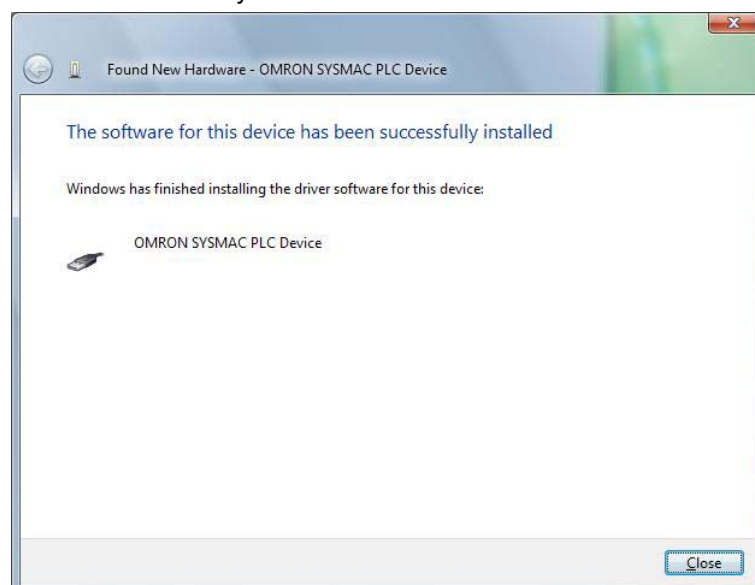 Found New Hardware - OMRON SYSMAC PLC Device
The software for this device has been successfully installed
Windows has finished installing the driver software for this device:
OMRON SYSMAC PLC Device
Close